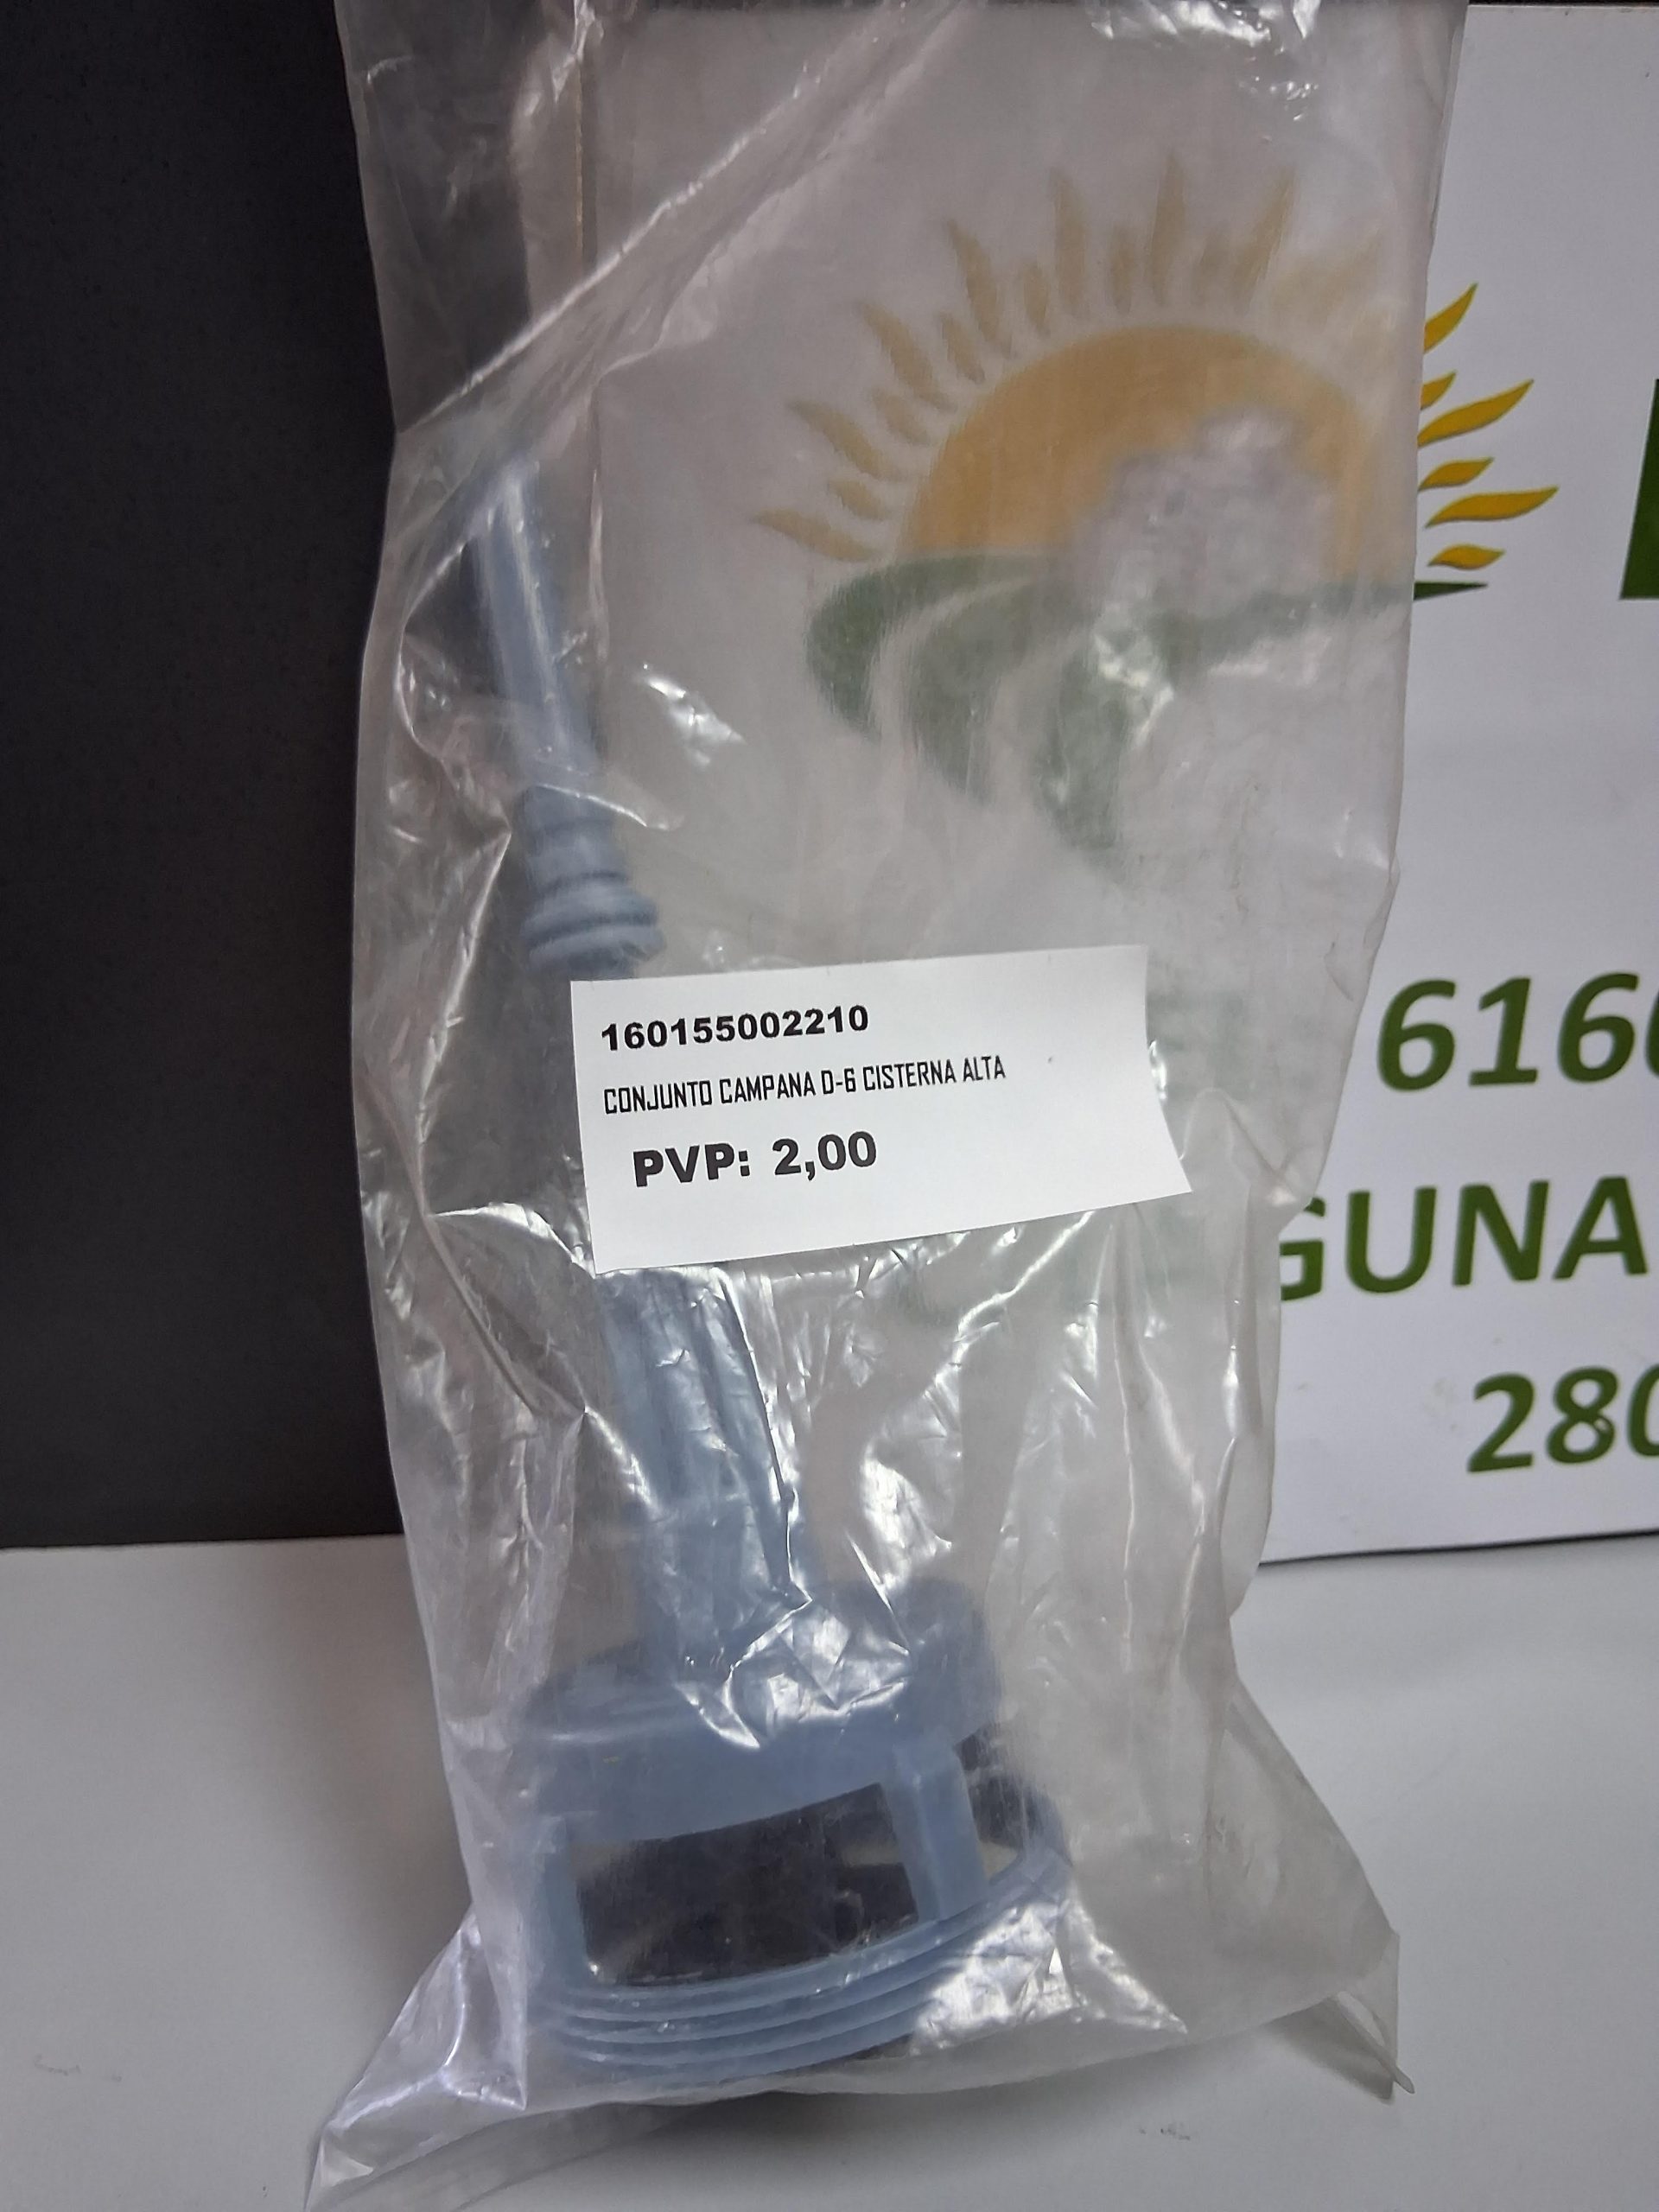 160155002210
CONJUNTO CAMPANA D-6 CISTERNA ALTA
PVP: 2,00
616
GUNA
280